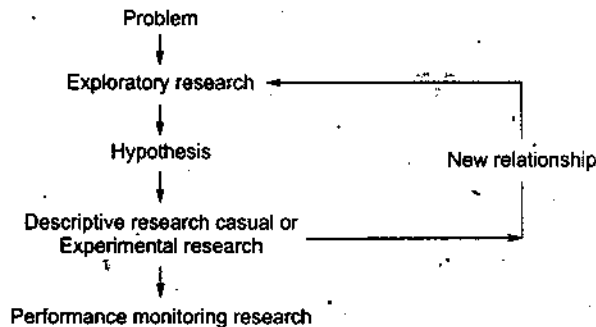 Problem
Exploratory research
Hypothesis
New relationship
Descriptive research casual or
Experimental research
Performance monitoring research